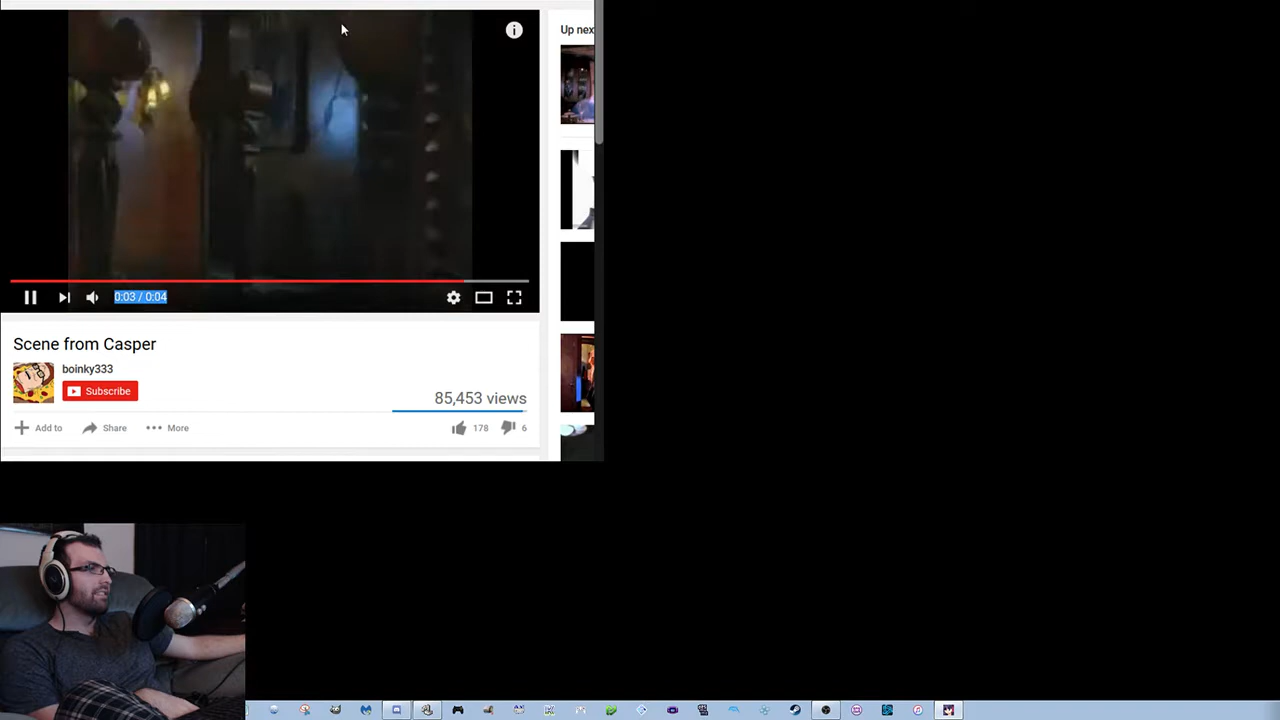 Up nex
0:03 / 0:04
Scene from Casper
boinky333
Subscribe
85,453 views
Add to
Share
More
178
6